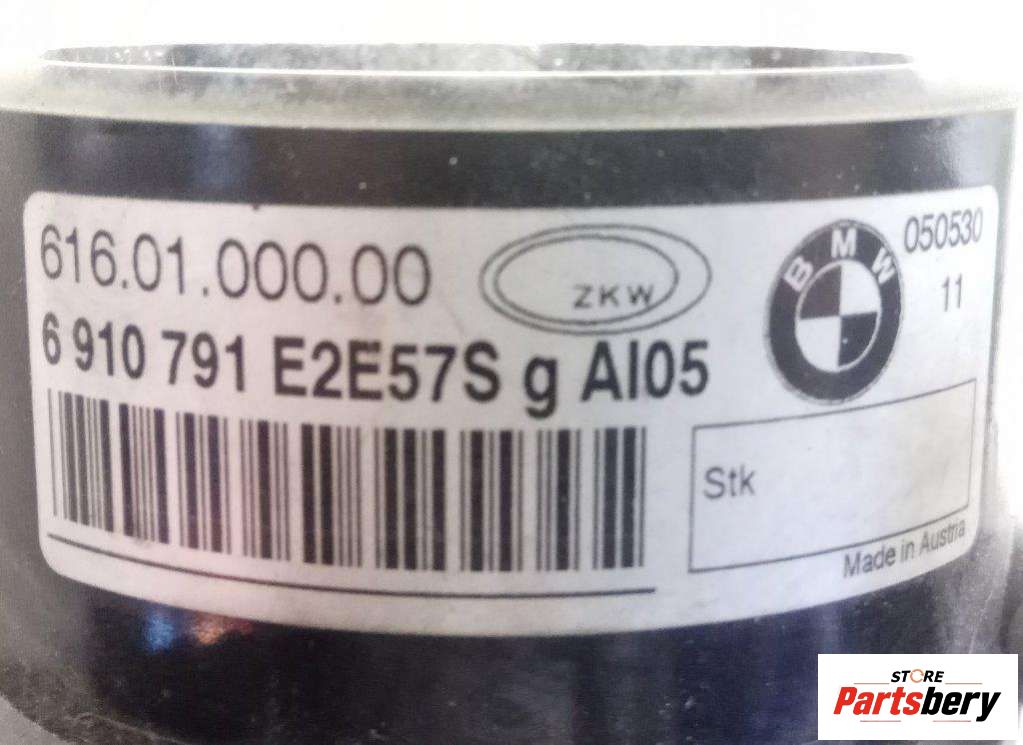 616.01.000.00
ZKW
BMW
050530
11
6 910 791 E2E57S g AI05
Stk
Made in Austria
STORE
Partsbery